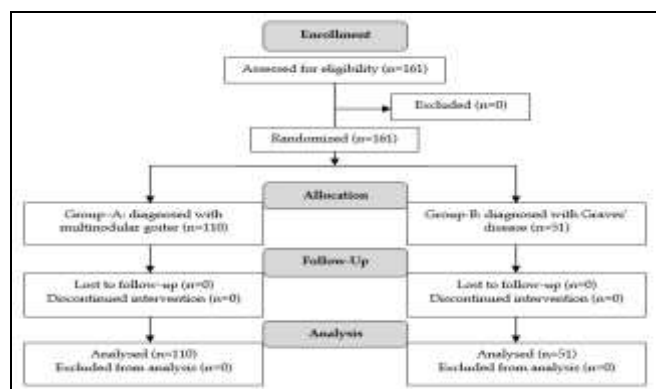 Enrollment
Assessed for eligibility (n=161)
Excluded (n=0)
Randomized (n=161)
Allocation
Group-A: diagnosed with
multinodular goiter (n=110)
Group-B: diagnosed with Graves'
disease (n=51)
Follow-Up
Lost to follow-up (n=0)
Discontinued intervention (n=0)
Lost to follow-up (n=0)
Discontinued intervention (n=0)
Analysis
Analysed (n=110)
Excluded from analysis (n=0)
Analysed (n=51)
Excluded from analysis (n=0)